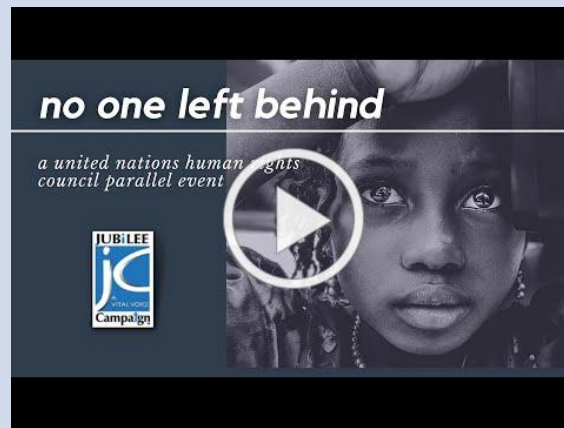 no one left behind
a united nations human rights
council parallel event
JUBiLEE
jc
A
VITAL VOICE
Campaign